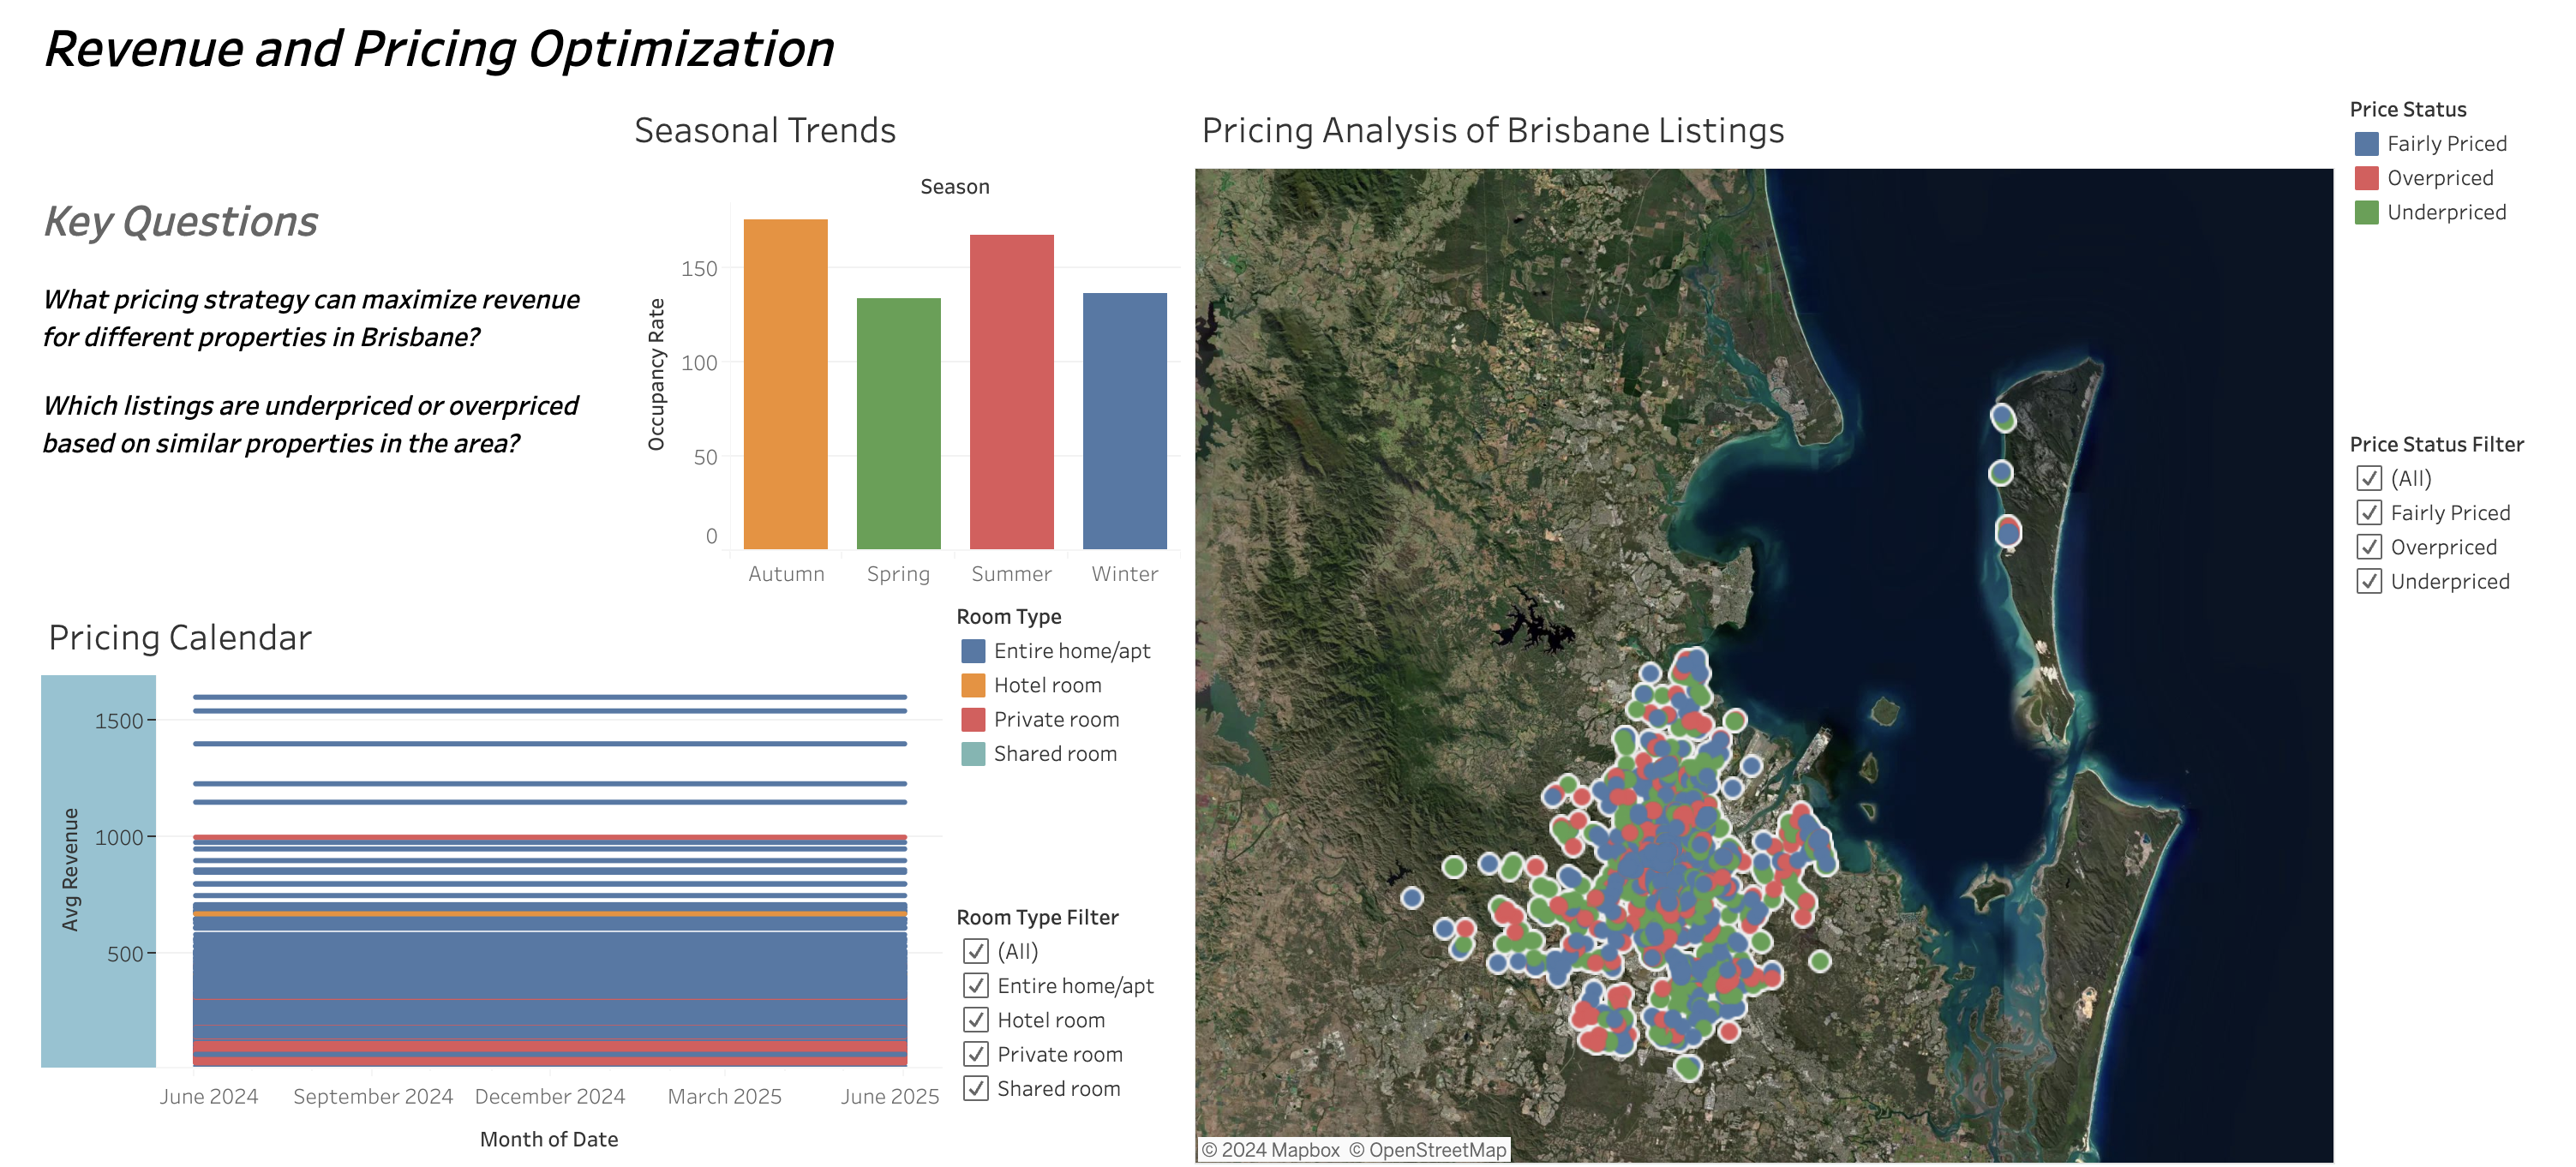 Revenue and Pricing Optimization
Key Questions
What pricing strategy can maximize revenue
for different properties in Brisbane?
Which listings are underpriced or overpriced
based on similar properties in the area?
Seasonal Trends
Season
Occupancy Rate
150
100
50
0
Autumn
Spring
Summer
Winter
Pricing Calendar
Avg Revenue
1500
1000
500
June 2024
September 2024
December 2024
March 2025
June 2025
Month of Date
Room Type
Entire home/apt
Hotel room
Private room
Shared room
Room Type Filter
(All)
Entire home/apt
Hotel room
Private room
Shared room
Pricing Analysis of Brisbane Listings
© 2024 Mapbox © OpenStreetMap
Price Status
Fairly Priced
Overpriced
Underpriced
Price Status Filter
(All)
Fairly Priced
Overpriced
Underpriced